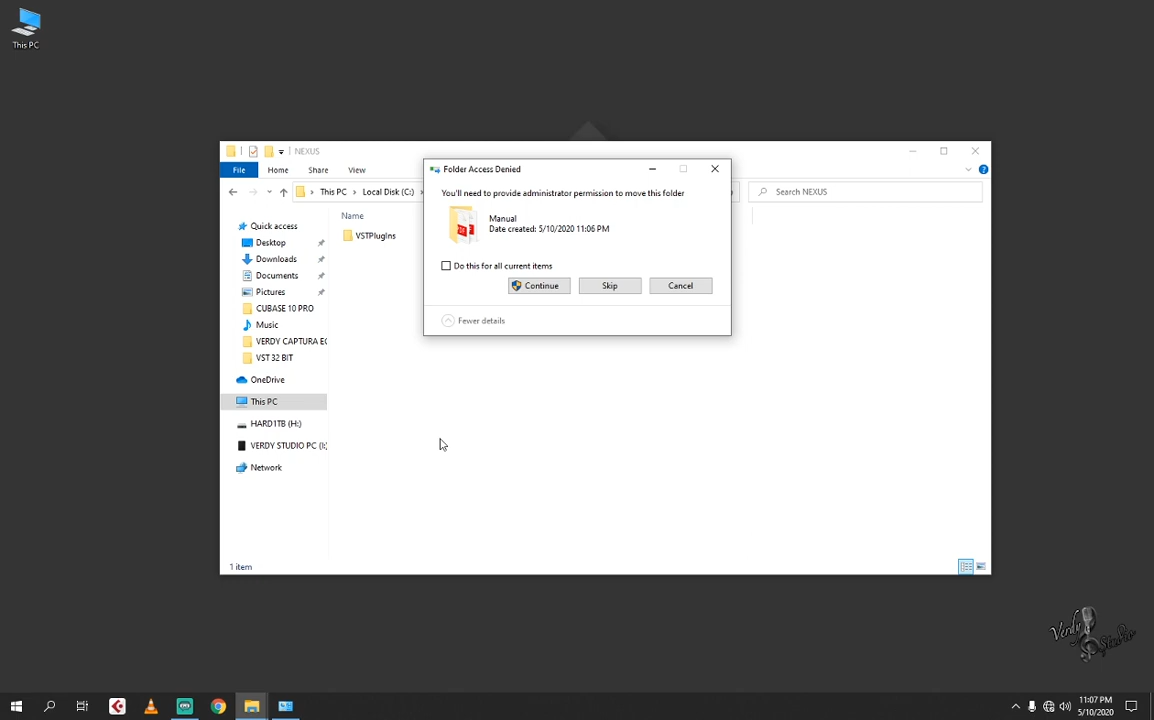 This PC
NEXUS
File
Home
Share
View
This PC
Local Disk (C:)
Search NEXUS
Quick access
Desktop
Downloads
Documents
Pictures
CUBASE 10 PRO
Music
VERDY CAPTURA EC
VST 32 BIT
OneDrive
This PC
HARD1TB (H:)
VERDY STUDIO PC (I:
Network
Name
VSTPlugIns
Folder Access Denied
You'll need to provide administrator permission to move this folder
Manual
Date created: 5/10/2020 11:06 PM
Do this for all current items
Continue
Skip
Cancel
Fewer details
1 item
Verdy Studio
11:07 PM
5/10/2020